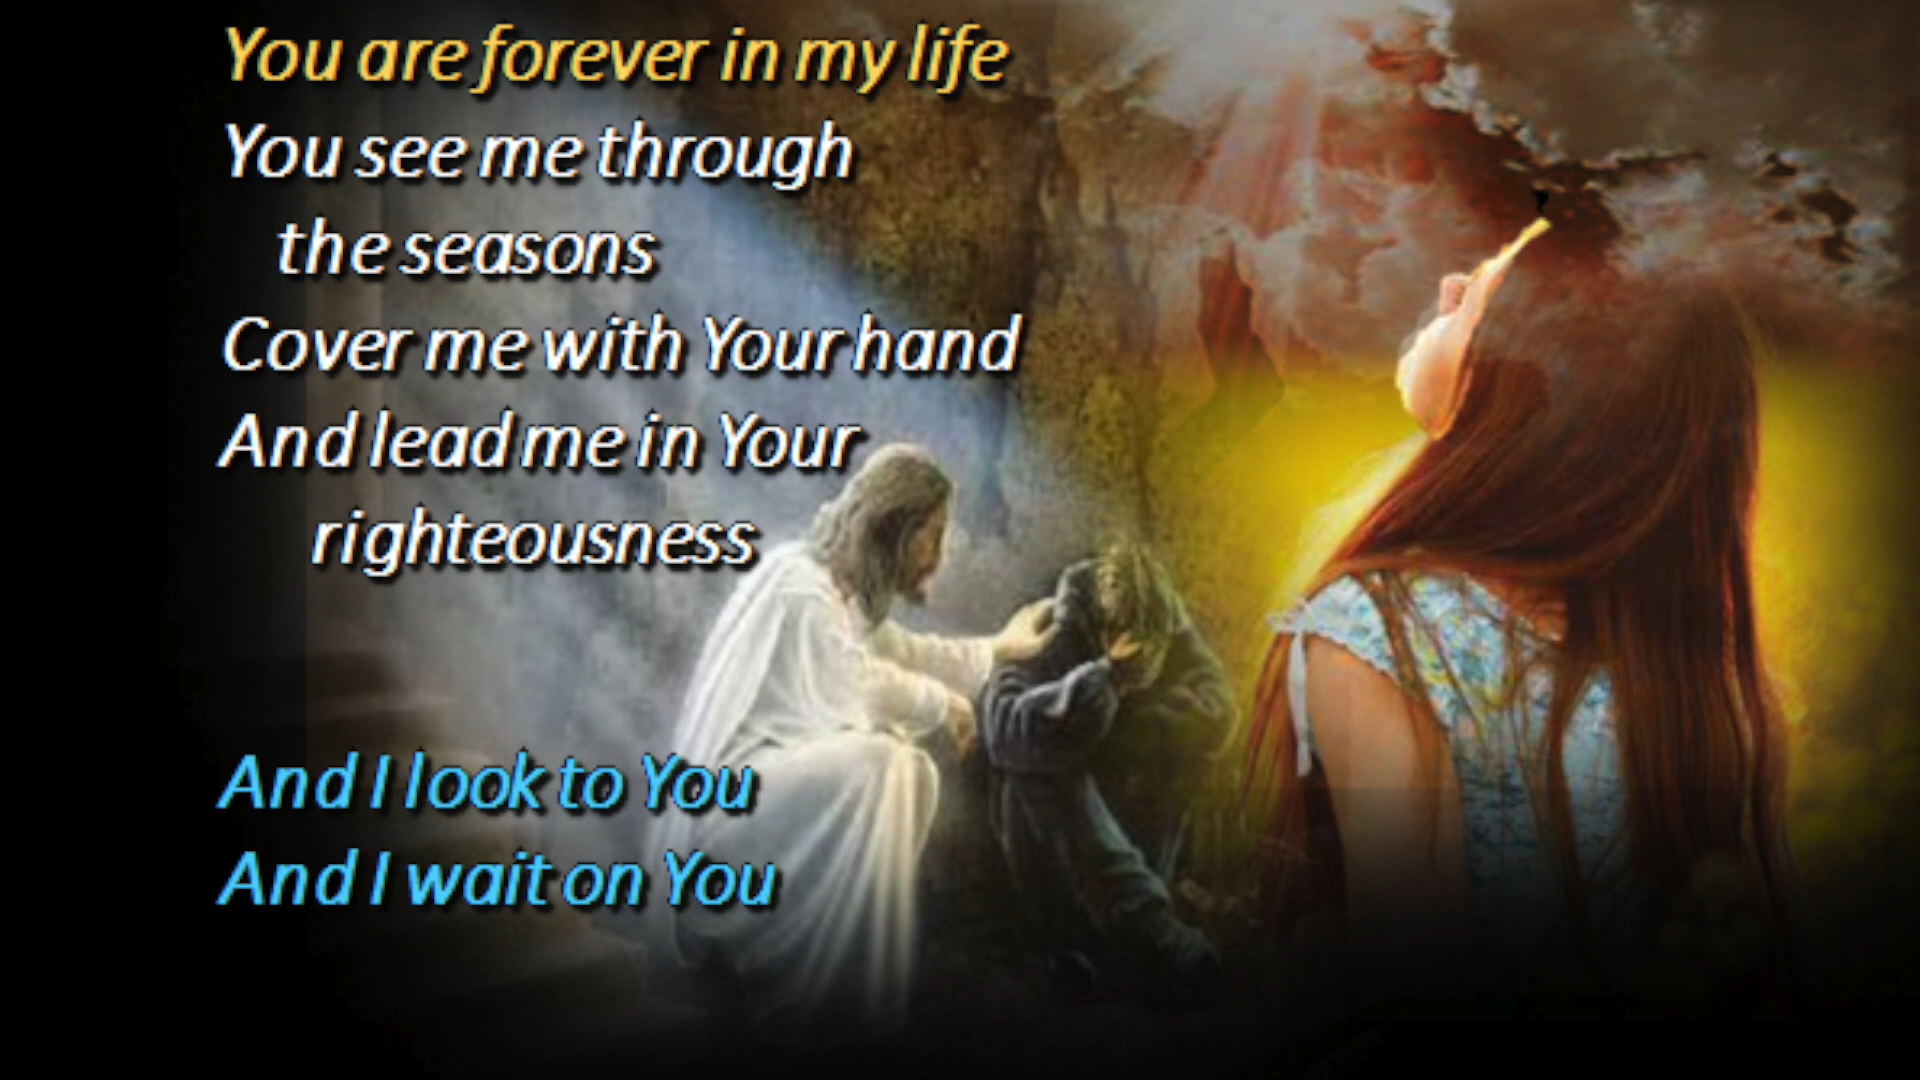 You are forever in my life
You see me through
the seasons
Cover me with Your hand
And lead me in Your
righteousness
And I look to You
And I wait on You